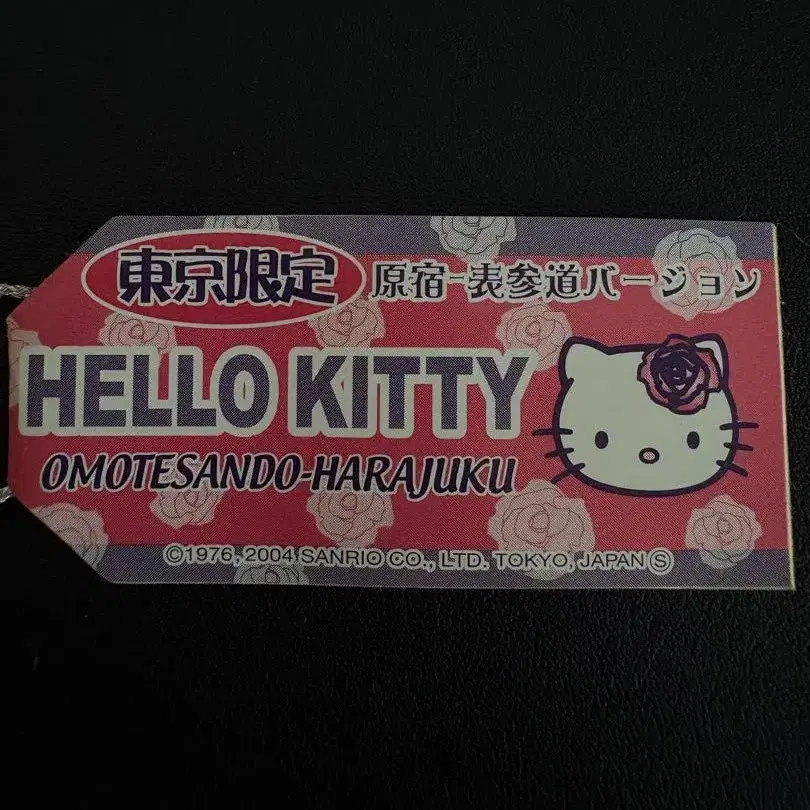 東京限定 原宿-表参道バージョン
HELLO KITTY
OMOTESANDO-HARAJUKU
©1976, 2004 SANRIO CO., LTD. TOKYO, JAPAN Ⓢ